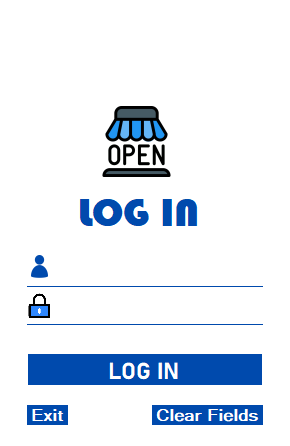 OPEN
LOG IN
LOG IN
Exit
Clear Fields